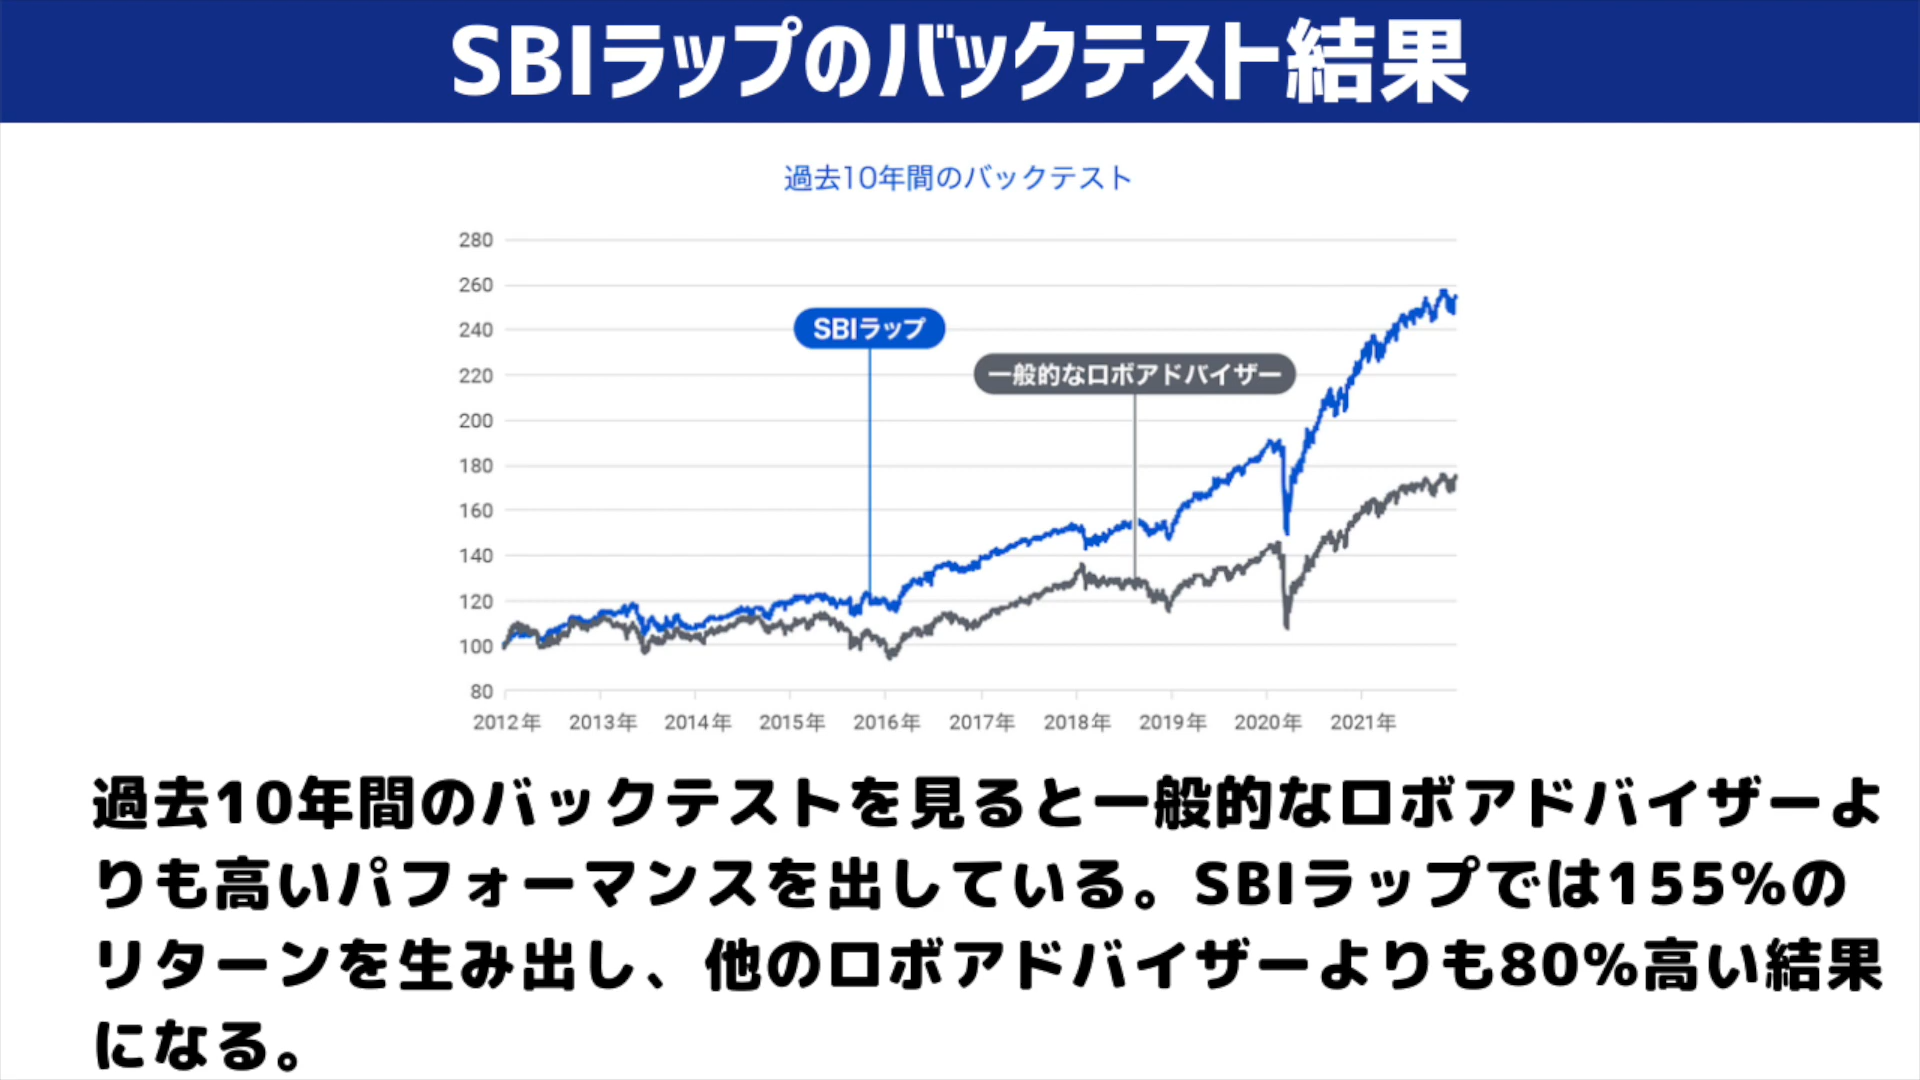 SBIラップのバックテスト結果
過去10年間のバックテスト
280
260
240
220
200
180
160
140
120
100
80
SBIラップ
一般的なロボアドバイザー
2012年 2013年 2014年 2015年 2016年 2017年 2018年 2019年 2020年 2021年
過去10年間のバックテストを見ると一般的なロボアドバイザーよ
りも高いパフォーマンスを出している。SBIラップでは155%の
リターンを生み出し、他のロボアドバイザーよりも80%高い結果
になる。